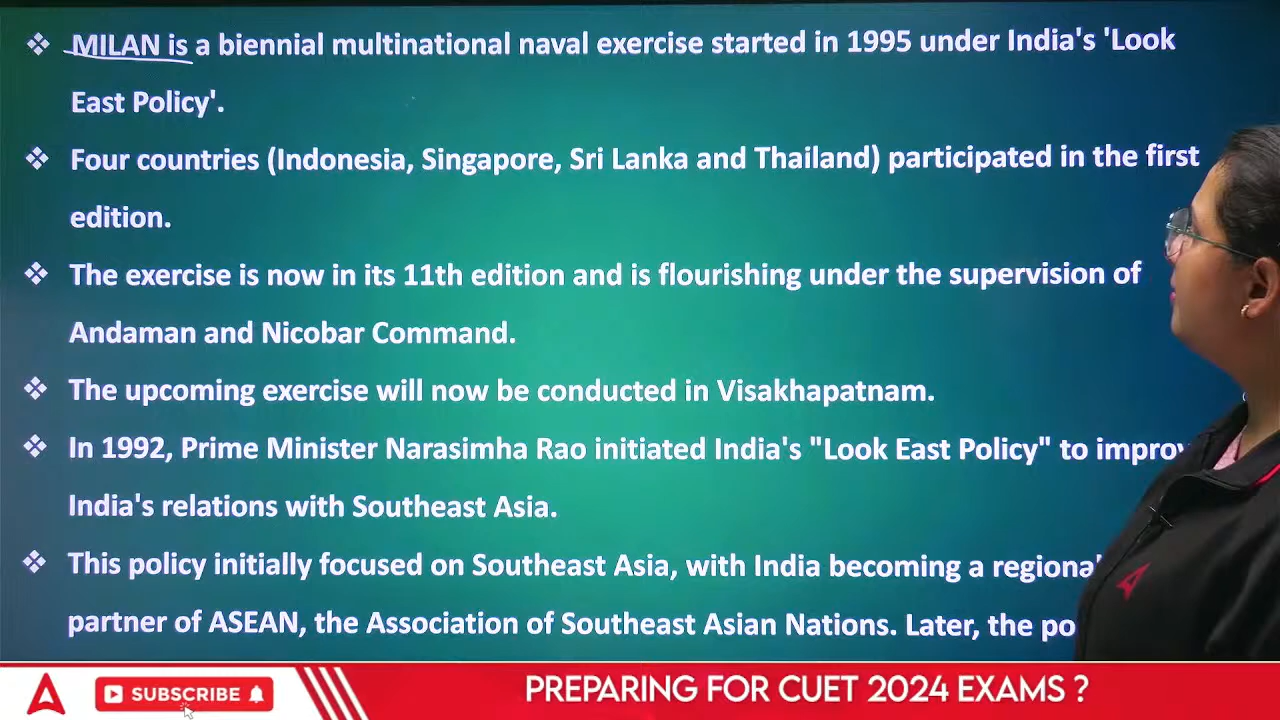 ❖ MILAN is a biennial multinational naval exercise started in 1995 under India's 'Look
East Policy'.
❖ Four countries (Indonesia, Singapore, Sri Lanka and Thailand) participated in the first
edition.
❖ The exercise is now in its 11th edition and is flourishing under the supervision of
Andaman and Nicobar Command.
❖ The upcoming exercise will now be conducted in Visakhapatnam.
❖ In 1992, Prime Minister Narasimha Rao initiated India's "Look East Policy" to
India's relations with Southeast Asia.
❖ This policy initially focused on Southeast Asia, with India becoming a regional
partner of ASEAN, the Association of Southeast Asian Nations. Later, the
SUBSCRIBE
PREPARING FOR CUET 2024 EXAMS ?